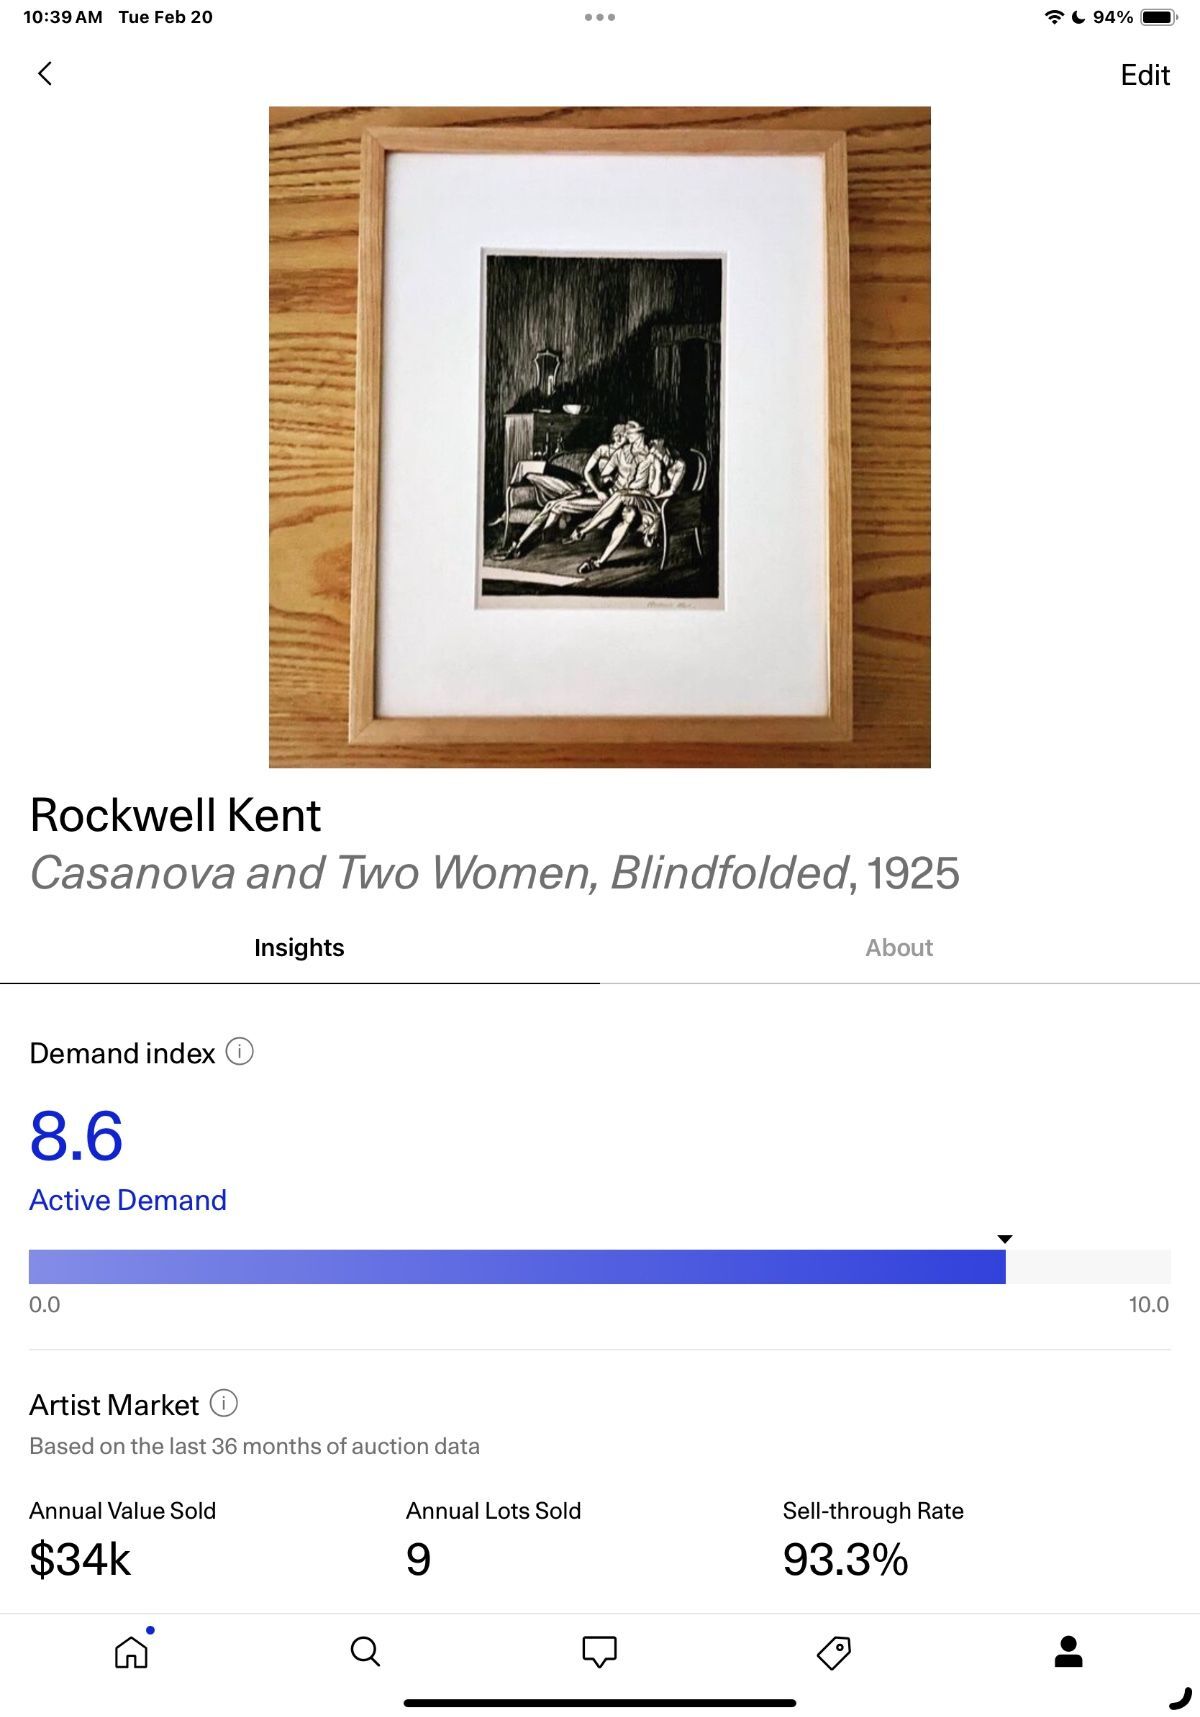 10:39 AM Tue Feb 20
94%
Edit
Rockwell Kent
Casanova and Two Women, Blindfolded, 1925
Insights
About
Demand index
8.6
Active Demand
0.0
10.0
Artist Market
Based on the last 36 months of auction data
Annual Value Sold
Annual Lots Sold
Sell-through Rate
$34k
9
93.3%